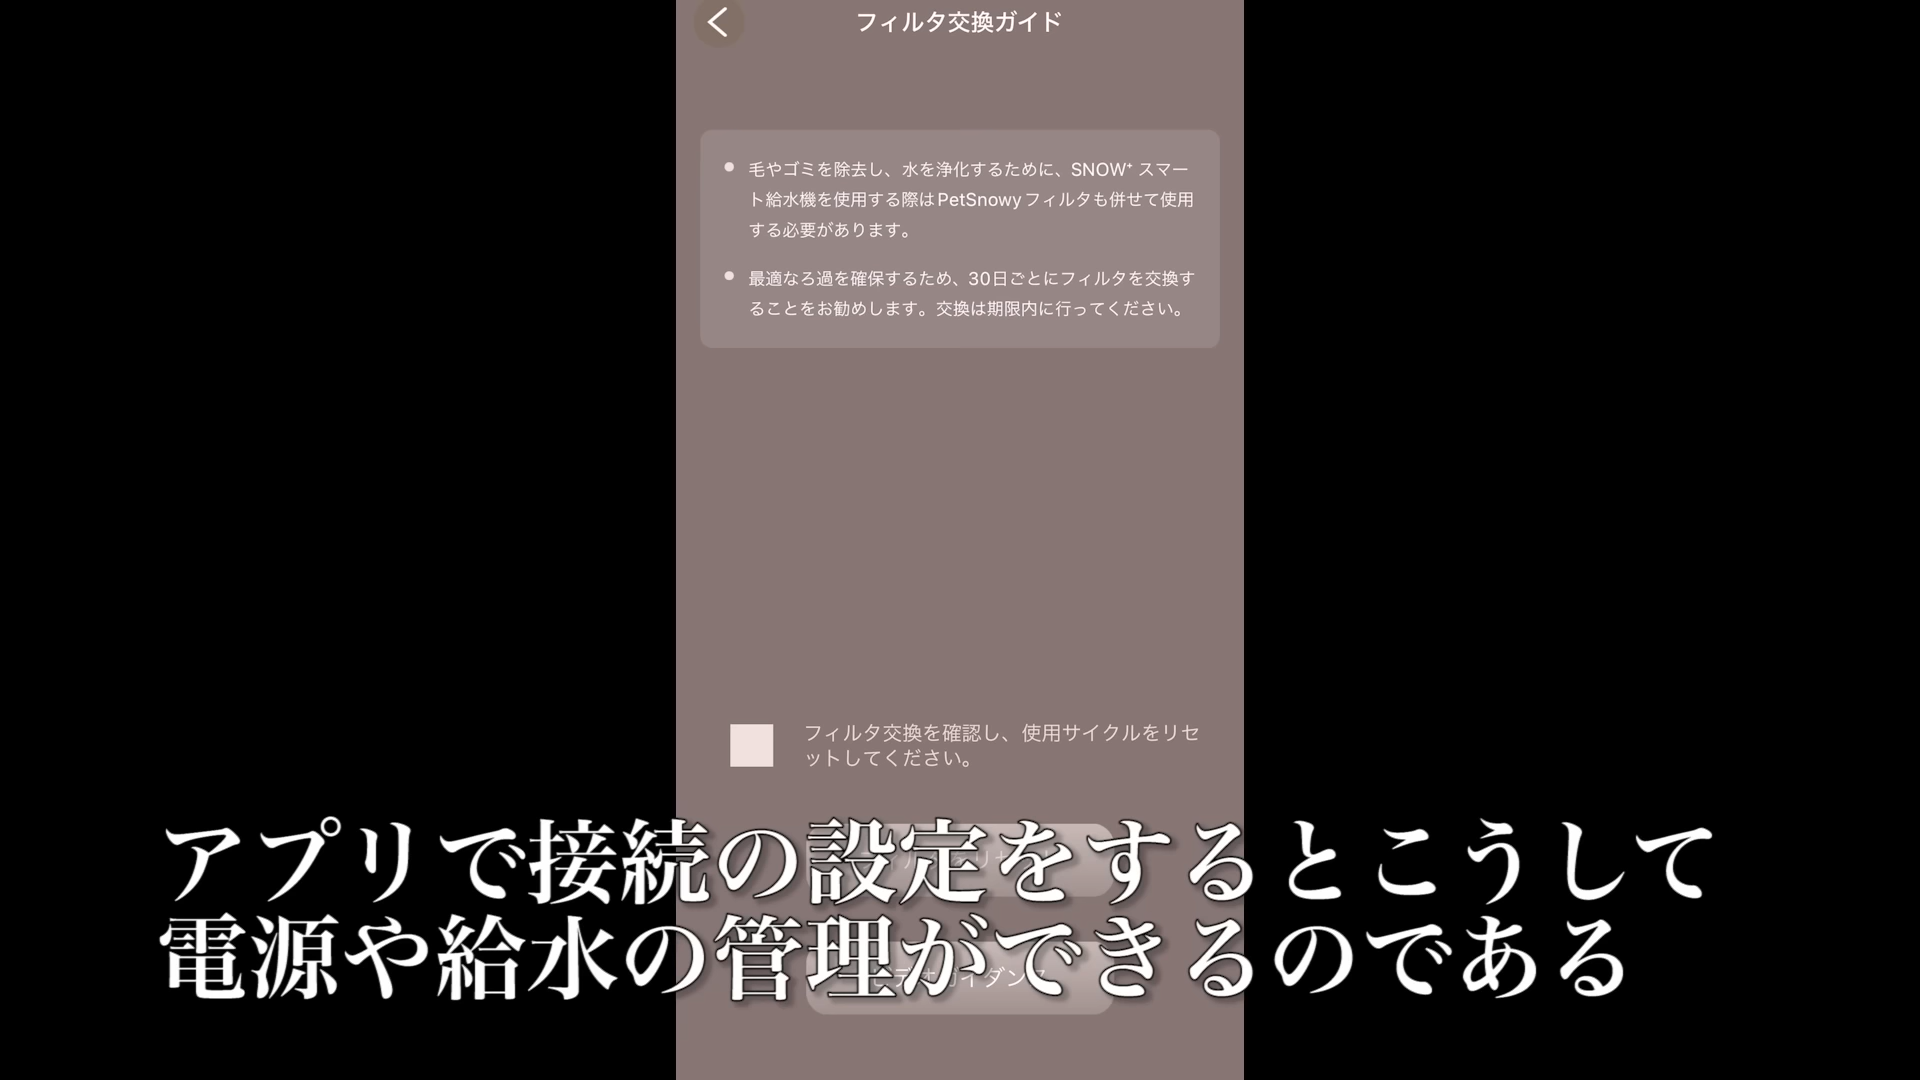 フィルタ交換ガイド
毛やゴミを除去し、水を浄化するために、SNOW⁺ スマー
ト給水機を使用する際はPetSnowyフィルタも併せて使用
する必要があります。
最適なろ過を確保するため、30日ごとにフィルタを交換す
ることをお勧めします。交換は期限内に行ってください。
フィルタ交換を確認し、使用サイクルをリセ
ットしてください。
アプリで接続の設定をするとこうして
電源や給水の管理ができるのである